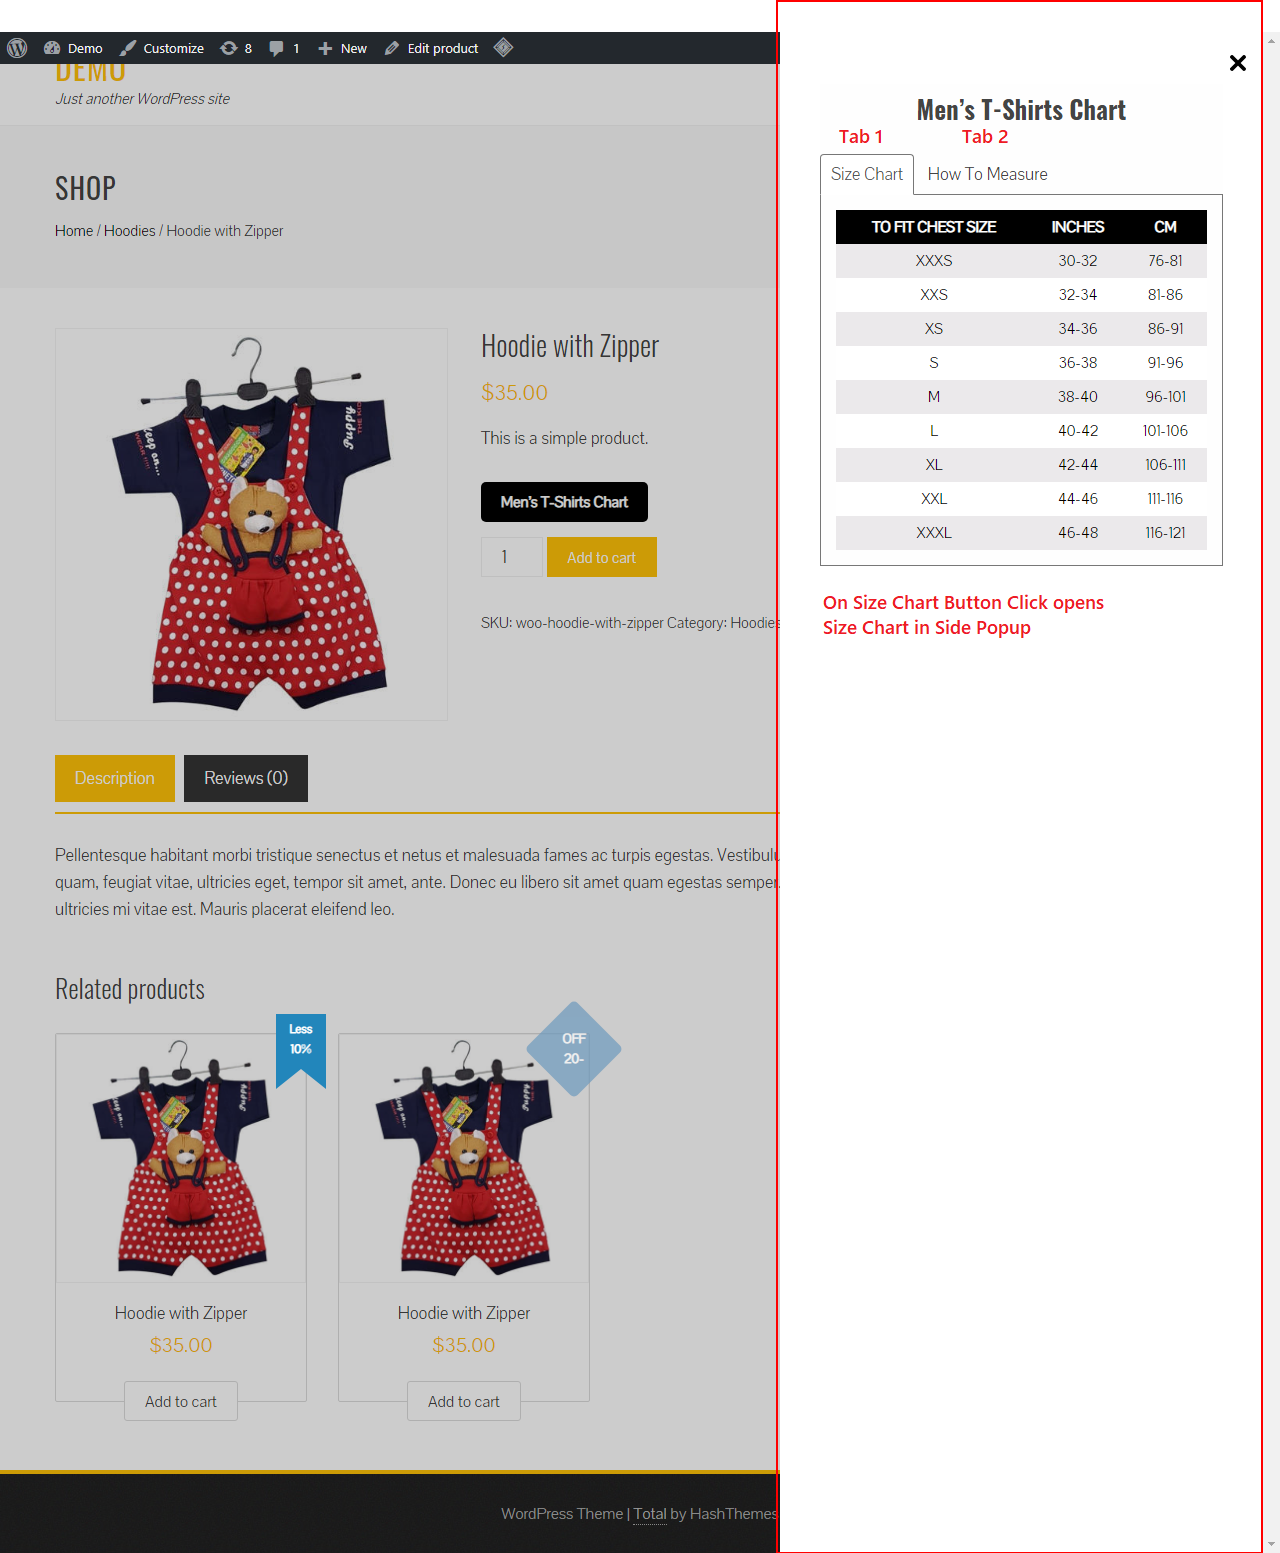 Demo
Customize
8
1
New
Edit product
DEMO
Just another WordPress site
SHOP
Home / Hoodies / Hoodie with Zipper
Hoodie with Zipper
$35.00
This is a simple product.
Men's T-Shirts Chart
1
Add to cart
SKU: woo-hoodie-with-zipper Category: Hoodies
Keep on...
Puppy
Description
Reviews (0)
Pellentesque habitant morbi tristique senectus et netus et malesuada fames ac turpis egestas. Vestibulu
quam, feugiat vitae, ultricies eget, tempor sit amet, ante. Donec eu libero sit amet quam egestas semper.
ultricies mi vitae est. Mauris placerat eleifend leo.
Related products
Less
10%
OFF
20-
Hoodie with Zipper
$35.00
Add to cart
Hoodie with Zipper
$35.00
Add to cart
WordPress Theme | Total by HashThemes
Men's T-Shirts Chart
Tab 1
Tab 2
Size Chart
How To Measure
TO FIT CHEST SIZE INCHES CM
XXXS 30-32 76-81
XXS 32-34 81-86
XS 34-36 86-91
S 36-38 91-96
M 38-40 96-101
L 40-42 101-106
XL 42-44 106-111
XXL 44-46 111-116
XXXL 46-48 116-121
On Size Chart Button Click opens
Size Chart in Side Popup